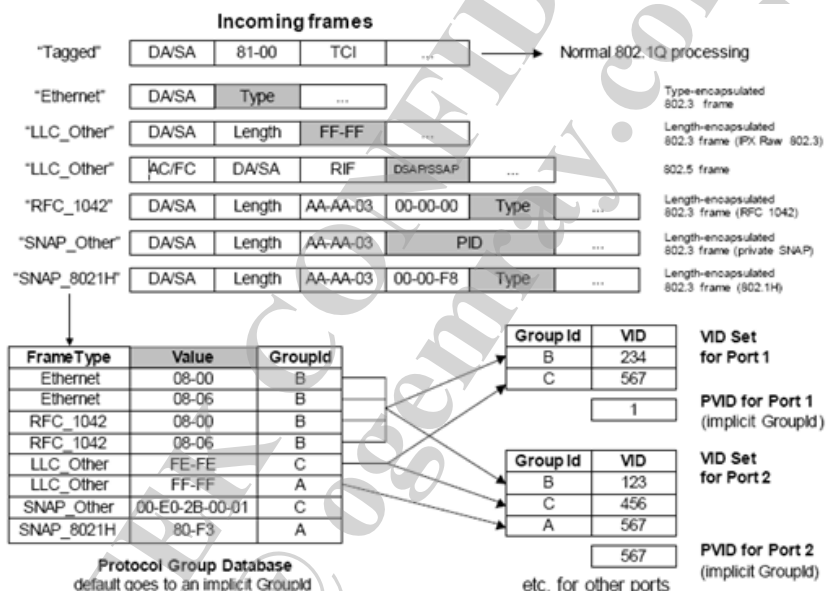 Incoming frames
"Tagged" DA/SA 81-00 TCI ... Normal 802.1Q processing
"Ethernet" DA/SA Type ... Type-encapsulated
802.3 frame
"LLC_Other" DA/SA Length FF-FF ... Length-encapsulated
802.3 frame (IPX Raw 802.3)
"LLC_Other" AC/FC DA/SA RIF DSAP/SSAP ... 802.5 frame
"RFC_1042" DA/SA Length AA-AA-03 00-00-00 Type ... Length-encapsulated
802.3 frame (RFC 1042)
"SNAP_Other" DA/SA Length AA-AA-03 PID ... Length-encapsulated
802.3 frame (private SNAP)
"SNAP_8021H" DA/SA Length AA-AA-03 00-00-F8 Type ... Length-encapsulated
802.3 frame (802.1H)
FrameType Value GroupId
Ethernet 08-00 B
Ethernet 08-06 B
RFC_1042 08-00 B
RFC_1042 08-06 B
LLC_Other FE-FE C
LLC_Other FF-FF A
SNAP_Other 00-E0-2B-00-01 C
SNAP_8021H 80-F3 A
Protocol Group Database
default goes to an implicit GroupId
Group Id VID
B 234
C 567
VID Set
for Port 1
1
PVID for Port 1
(implicit GroupId)
Group Id VID
B 123
C 456
A 567
VID Set
for Port 2
567
PVID for Port 2
(implicit GroupId)
etc. for other ports